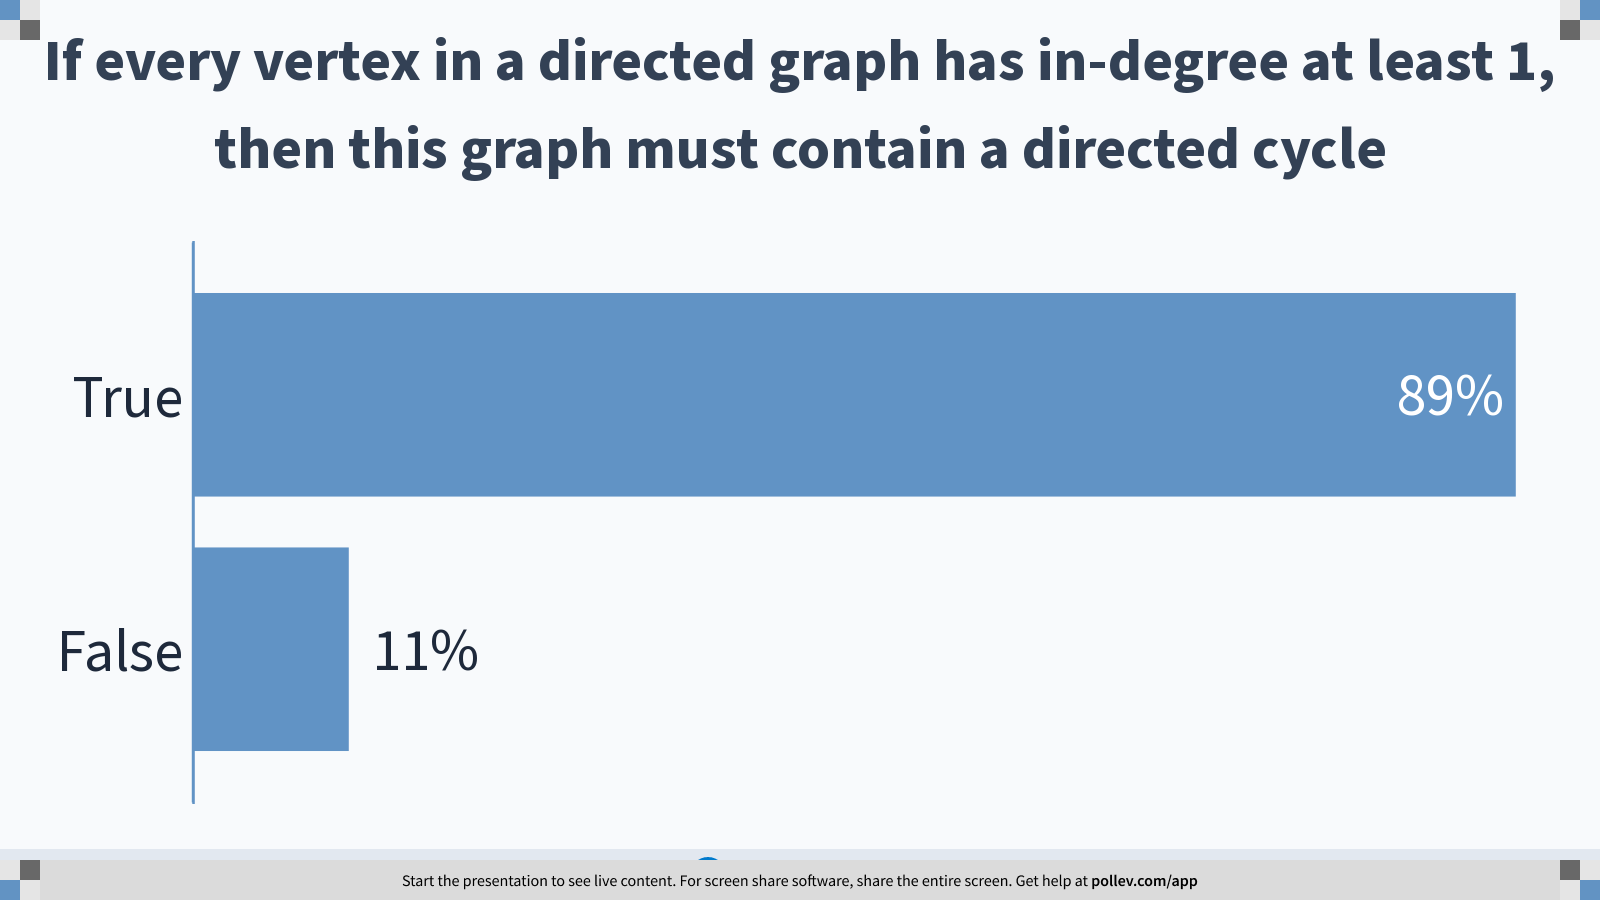 If every vertex in a directed graph has in-degree at least 1,
then this graph must contain a directed cycle
True
89%
False
11%
Start the presentation to see live content. For screen share software, share the entire screen. Get help at pollev.com/app